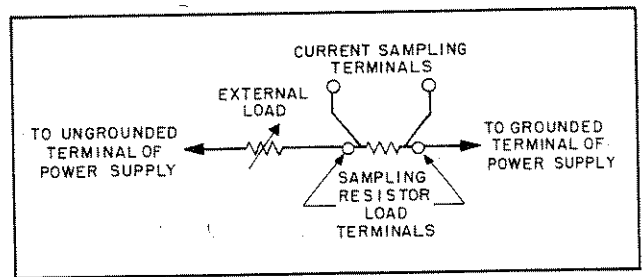 CURRENT SAMPLING
TERMINALS
EXTERNAL
LOAD
TO UNGROUNDED
TERMINAL OF
POWER SUPPLY
TO GROUNDED
TERMINAL OF
POWER SUPPLY
SAMPLING
RESISTOR
LOAD
TERMINALS